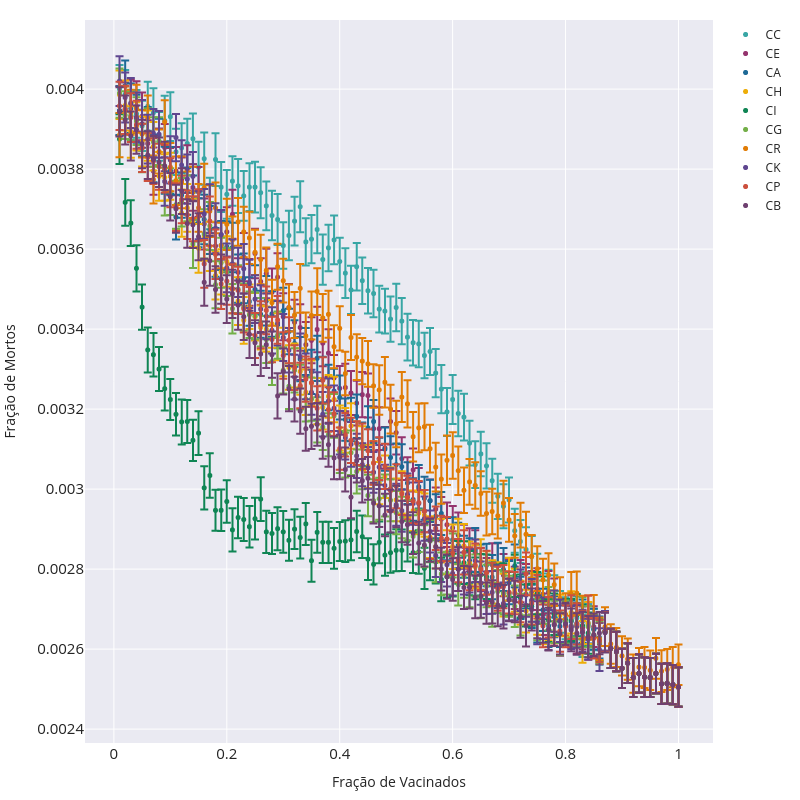 CC
CE
CA
CH
CI
CG
CR
CK
CP
CB
0.004
0.0038
0.0036
0.0034
0.0032
0.003
0.0028
0.0026
0.0024
Fração de Mortos
0 0.2 0.4 0.6 0.8 1
Fração de Vacinados